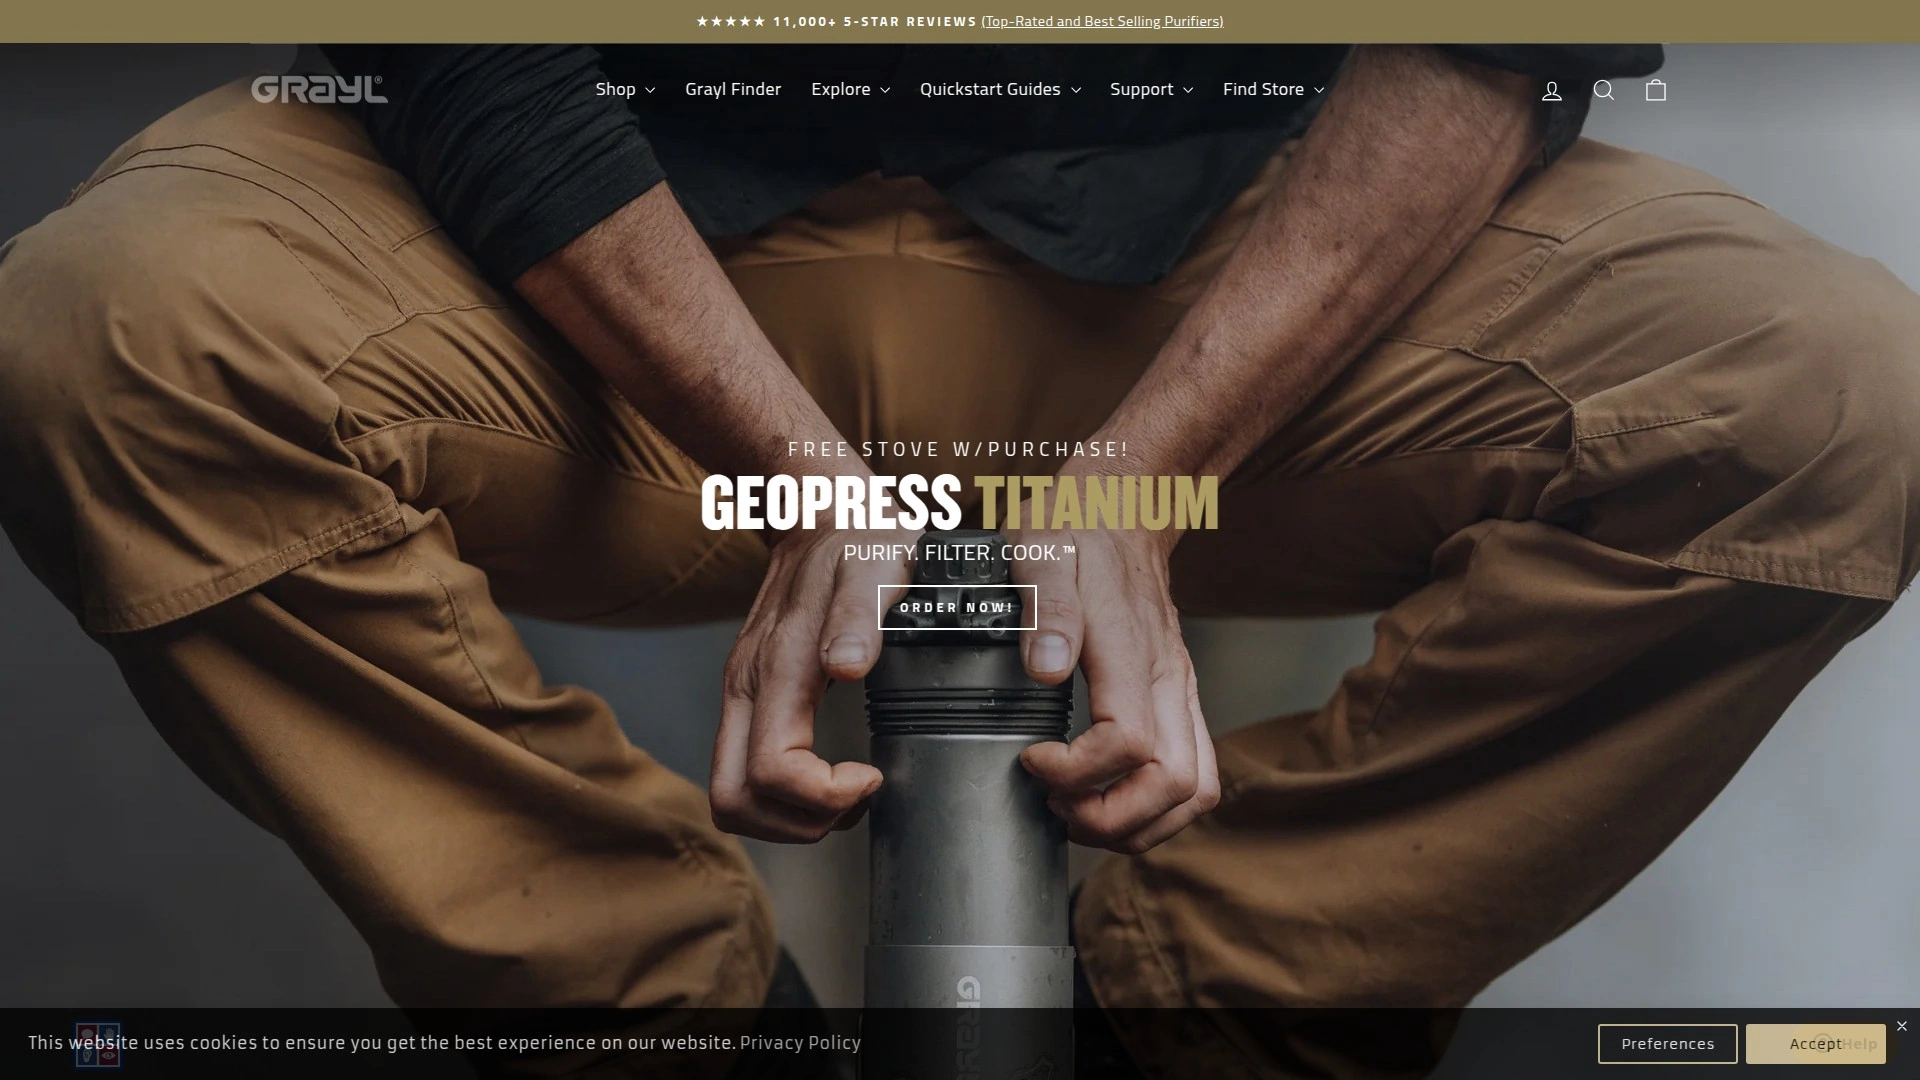 ★★★★★ 11,000+ 5-STAR REVIEWS (Top-Rated and Best Selling Purifiers)
GRAYL®
Shop Grayl Finder Explore Quickstart Guides Support Find Store
FREE STOVE W/PURCHASE!
GEOPRESS TITANIUM
PURIFY. FILTER. COOK.™
ORDER NOW!
GRAYL
This website uses cookies to ensure you get the best experience on our website. Privacy Policy
Preferences
Accept
Help